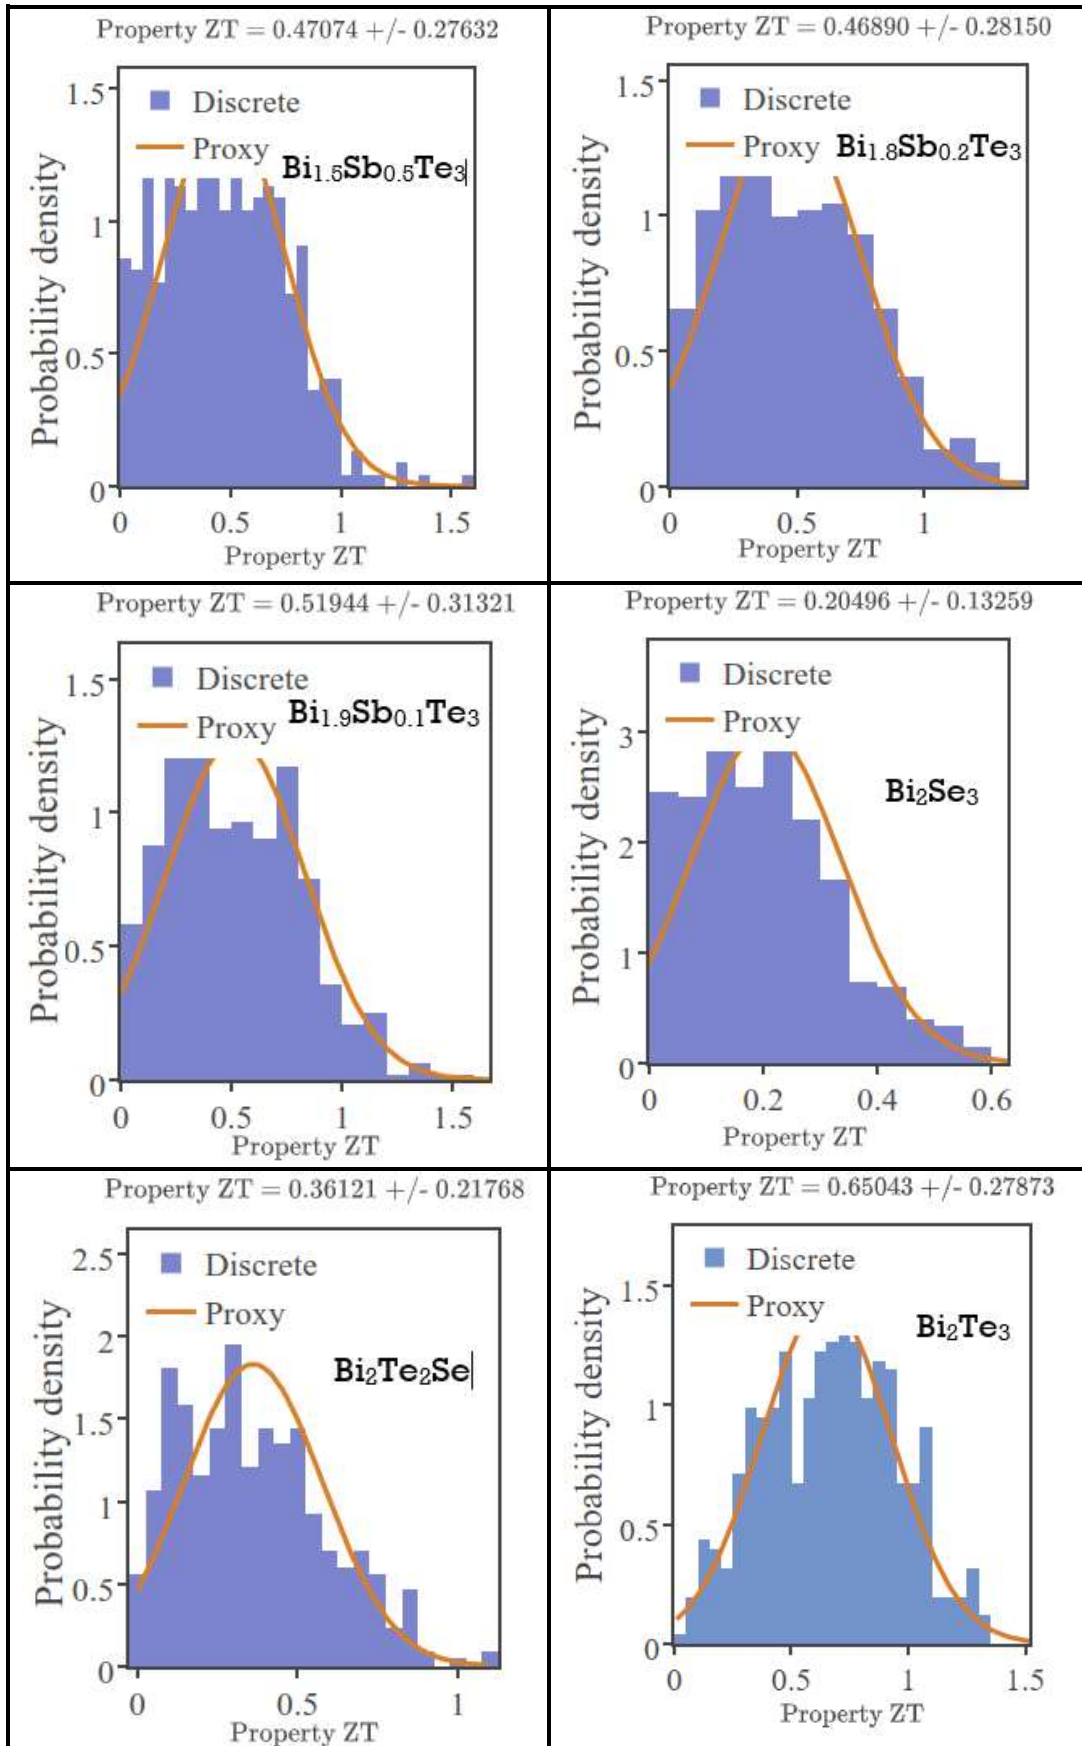 Property ZT = 0.47074 +/- 0.27632
Discrete
Proxy
Bi₁.₅Sb₀.₅Te₃
1.5
1
0.5
0
Probability density
0 0.5 1 1.5
Property ZT
Property ZT = 0.46890 +/- 0.28150
Discrete
Proxy
Bi₁.₈Sb₀.₂Te₃
1.5
1
0.5
0
Probability density
0 0.5 1
Property ZT
Property ZT = 0.51944 +/- 0.31321
Discrete
Proxy
Bi₁.₉Sb₀.₁Te₃
1.5
1
0.5
0
Probability density
0 0.5 1 1.5
Property ZT
Property ZT = 0.20496 +/- 0.13259
Discrete
Proxy
Bi₂Se₃
3
2
1
0
Probability density
0 0.2 0.4 0.6
Property ZT
Property ZT = 0.36121 +/- 0.21768
Discrete
Proxy
Bi₂Te₂Se
2.5
2
1.5
1
0.5
0
Probability density
0 0.5 1
Property ZT
Property ZT = 0.65043 +/- 0.27873
Discrete
Proxy
Bi₂Te₃
1.5
1
0.5
0
Probability density
0 0.5 1 1.5
Property ZT